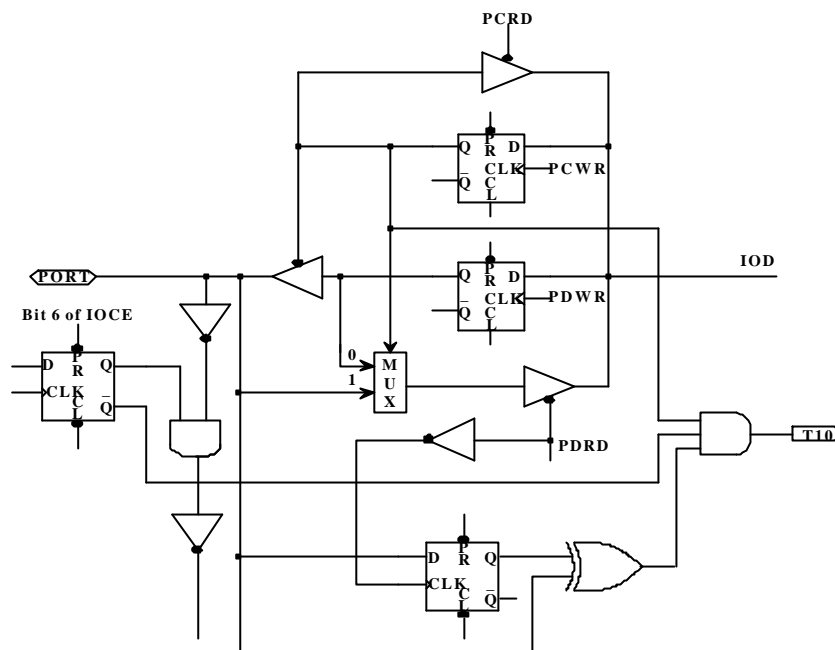 PCRD
Q PR D
CLK PCWR
Q̅ CL
PORT
Q PR D IOD
CLK PDWR
Q̅ CL
Bit 6 of IOCE
D PR Q
CLK
CL Q̅
0
1
MUX
PDRD
T10
D PR Q
CLK
CL Q̅